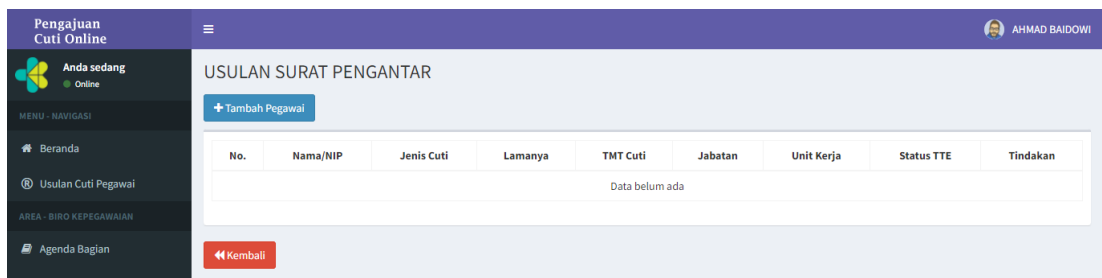 Pengajuan
Cuti Online
AHMAD BAIDOWI
Anda sedang
Online
MENU - NAVIGASI
Beranda
® Usulan Cuti Pegawai
AREA - BIRO KEPEGAWAIAN
Agenda Bagian
USULAN SURAT PENGANTAR
+ Tambah Pegawai
No. Nama/NIP Jenis Cuti Lamanya TMT Cuti Jabatan Unit Kerja Status TTE Tindakan
Data belum ada
Kembali